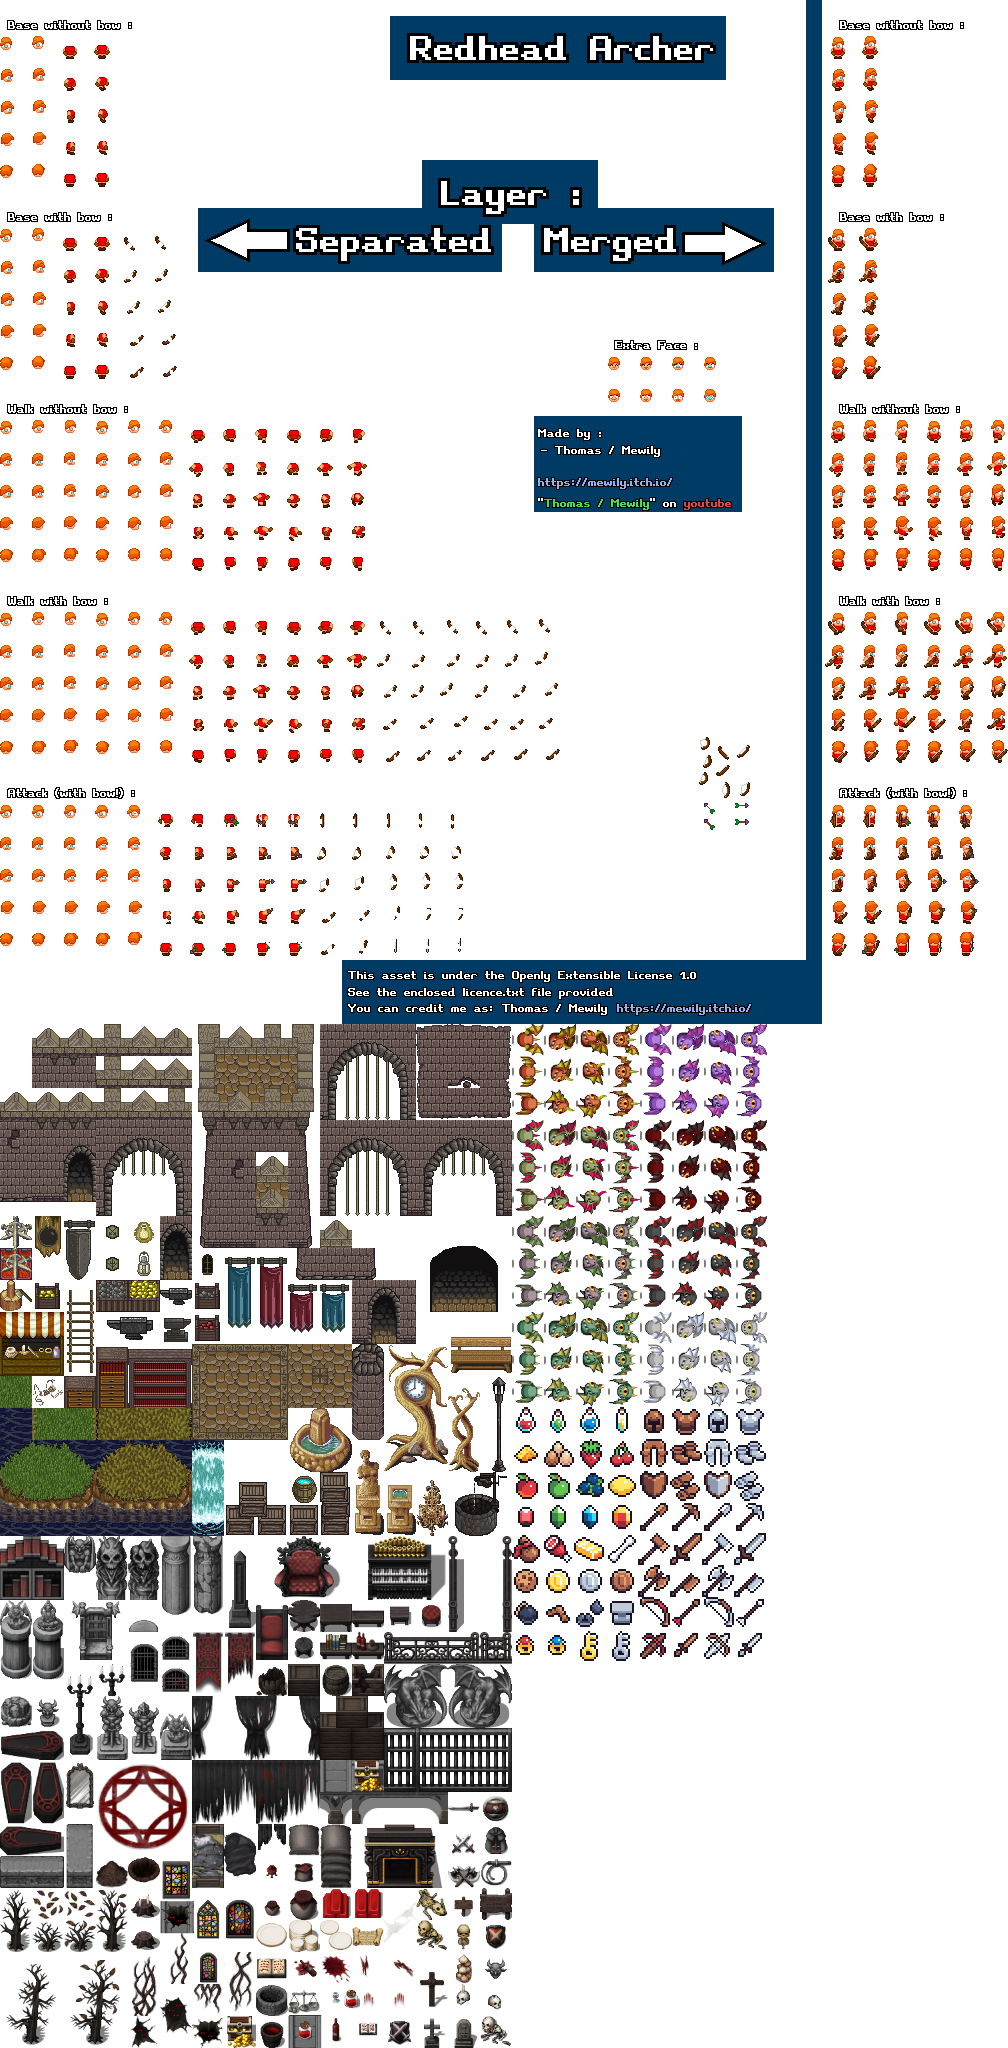 Base without bow :
Redhead Archer
Base without bow :
Layer :
Base with bow :
Separated
Merged
Base with bow :
Extra Face :
Walk without bow :
Made by :
- Thomas / Mewily
https://mewily.itch.io/
"Thomas / Mewily" on youtube
Walk without bow :
Walk with bow :
Walk with bow :
Attack (with bow!) :
Attack (with bow!) :
This asset is under the Openly Extensible License 1.0
See the enclosed licence.txt file provided
You can credit me as: Thomas / Mewily https://mewily.itch.io/